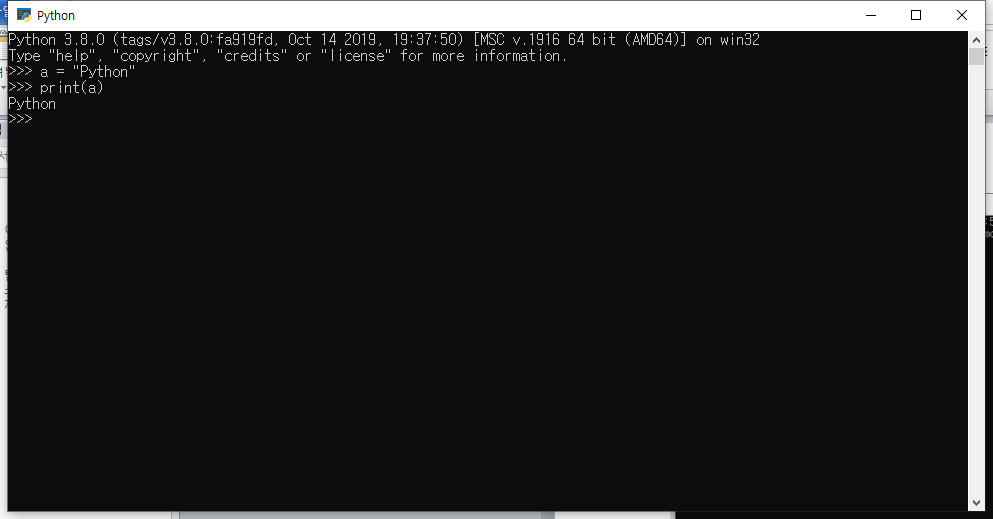 Python
Python 3.8.0 (tags/v3.8.0:fa919fd, Oct 14 2019, 19:37:50) [MSC v.1916 64 bit (AMD64)] on win32
Type "help", "copyright", "credits" or "license" for more information.
>>> a = "Python"
>>> print(a)
Python
>>>